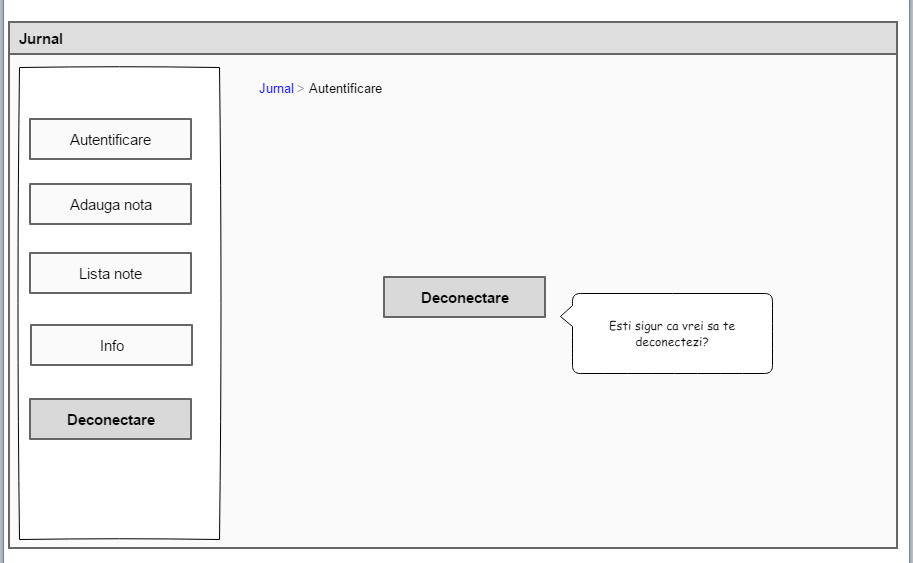 Jurnal
Jurnal > Autentificare
Autentificare
Adauga nota
Lista note
Info
Deconectare
Deconectare
Esti sigur ca vrei sa te
deconectezi?